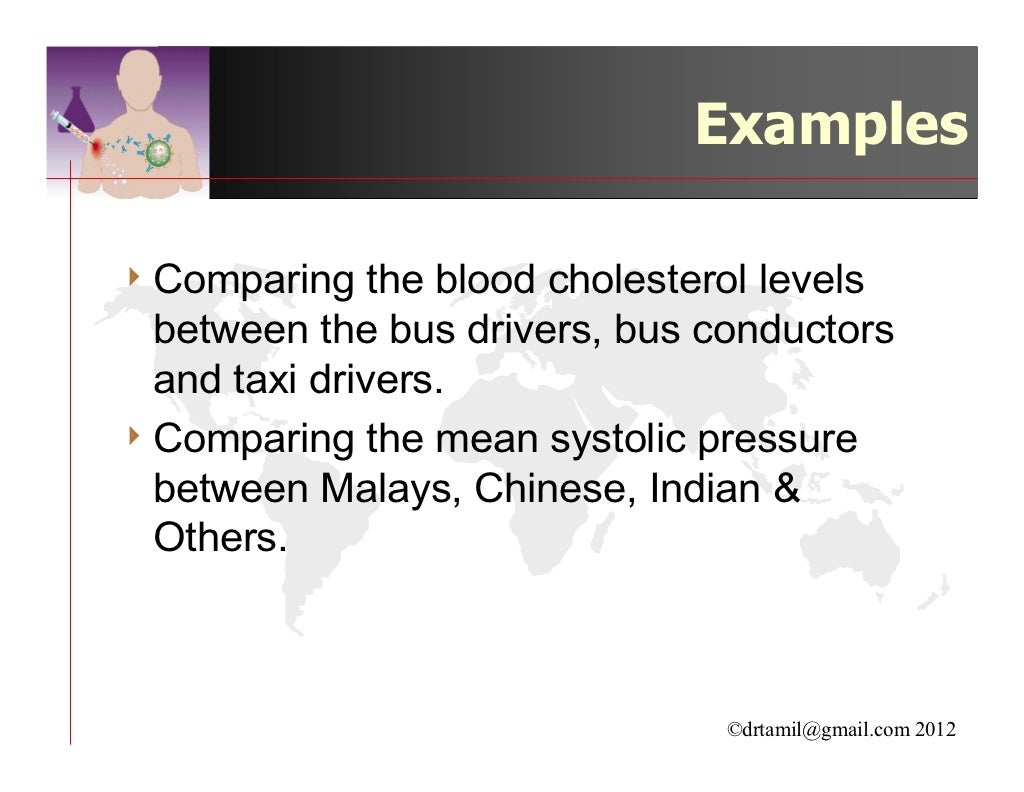 Examples
Comparing the blood cholesterol levels
between the bus drivers, bus conductors
and taxi drivers.
Comparing the mean systolic pressure
between Malays, Chinese, Indian &
Others.
©drtamil@gmail.com 2012